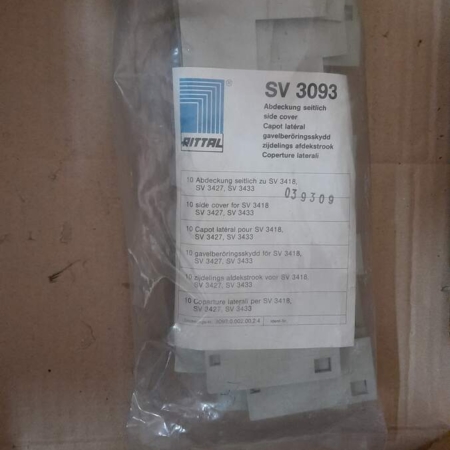 SV 3093
RITTAL
®
Abdeckung seitlich
side cover
Capot latéral
gavelberöringsskydd
zijdelings afdekstrook
Coperture laterali
10 Abdeckung seitlich zu SV 3418,
SV 3427, SV 3433
039309
10 side cover for SV 3418
SV 3427, SV 3433
10 Capot latéral pour SV 3418,
SV 3427, SV 3433
10 gavelberöringsskydd för SV 3418,
SV 3427, SV 3433
10 zijdelings afdekstrook voor SV 3418,
SV 3427, SV 3433
10 Coperture laterali per SV 3418,
SV 3427, SV 3433